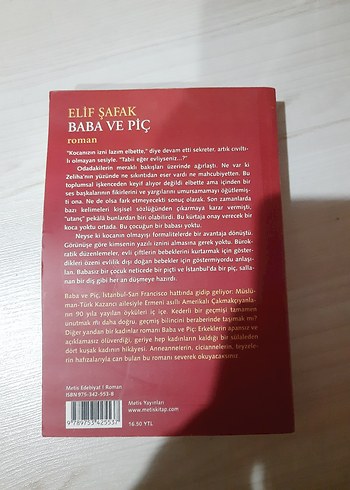 ELİF ŞAFAK
BABA VE PİÇ
roman
"Kocanızın izni lazım elbette," diye devam etti sekreter, artık cıvıltı-
lı olmayan sesiyle. "Tabii eğer evliyseniz...?"
Odadakilerin meraklı bakışları üzerinde ağırlaştı. Ne var ki
Zeliha'nın yüzünde ne sıkıntıdan eser vardı ne mahcubiyetten. Bu
toplumsal işkenceden keyif alıyor değildi elbette ama içinden bir
ses başkalarının fikirlerini ve yargılarını umursamamayı öğütlemiş-
ti ona. Ne de olsa fark etmeyecekti sonuç olarak. Son zamanlarda
bazı kelimeleri kişisel sözlüğünden çıkarmaya karar vermişti,
"utanç" pekâlâ bunlardan biri olabilirdi. Bu kürtaja onay verecek bir
koca yoktu ortada. Bu çocuğun bir babası yoktu.
Neyse ki kocanın olmayışı formalitelerde bir avantaja dönüştü.
Görünüşe göre kimsenin yazılı iznini almasına gerek yoktu. Bürok-
ratik düzenlemeler, evli çiftlerin bebeklerini kurtarmak için göster-
dikleri özeni evlilik dışı doğan bebekler için göstermiyordu anlaşı-
lan. Babasız bir çocuk neticede bir piçti ve İstanbul'da bir piç, salla-
nan bir diş gibi her an düşmeye hazırdı.
Baba ve Piç, İstanbul-San Francisco hattında gidip geliyor: Müslü-
man-Türk Kazancı ailesiyle Ermeni asıllı Amerikalı Çakmakçıyanla-
rın 90 yıla yayılan öyküleri iç içe. Kederli bir geçmişi tamamen
unutmak mı daha doğru, geçmiş bilincini beraberinde taşımak mı?
Diğer yandan bir kadınlar romanı Baba ve Piç: Erkeklerin apansız ve
açıklamasız ölüverdiği, geriye hep kadınların kaldığı bir sülaleden
dört kuşak kadının hikâyesi. Anneannelerin, ciciannelerin, teyzele-
rin hafızalarıyla can bulan bu romanı severek okuyacaksınız.
Metis Edebiyat / Roman
ISBN 975-342-553-8
9 789753 425537
Metis Yayınları
www.metiskitap.com
16.50 YTL